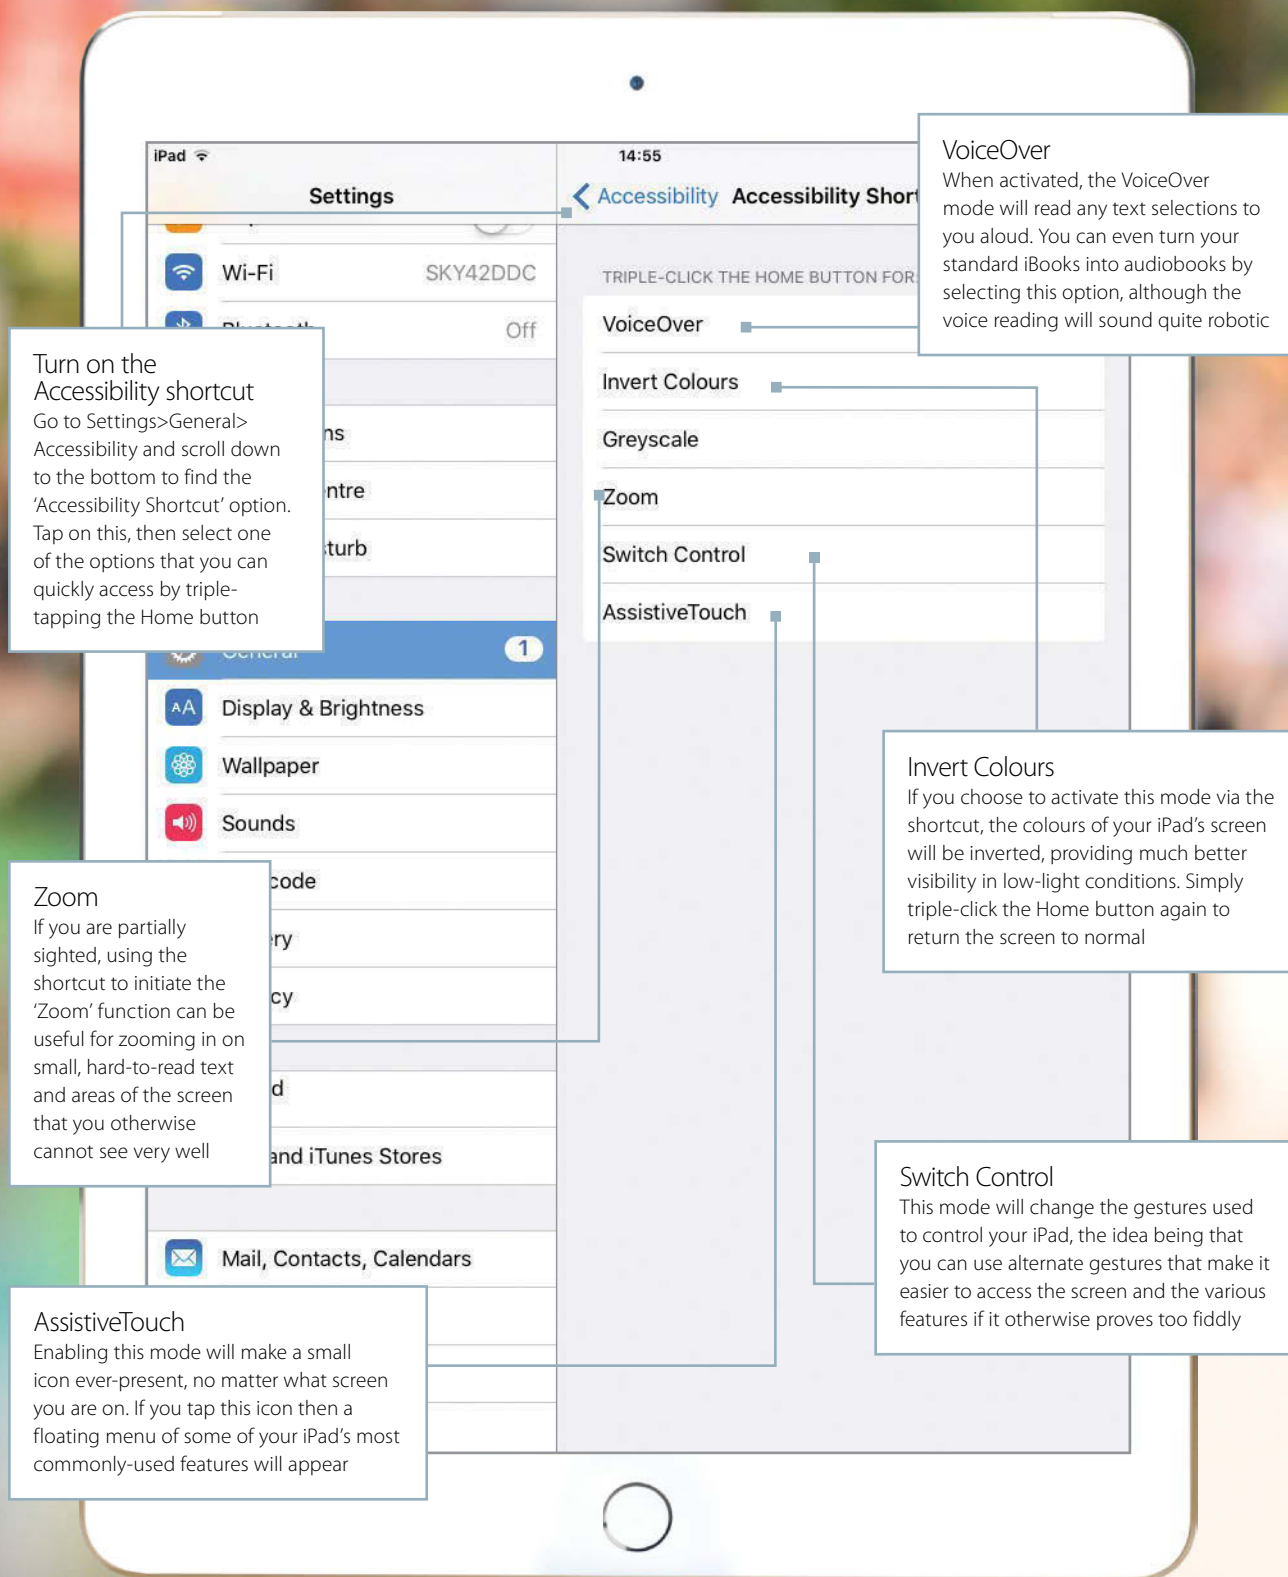 iPad
14:55
Settings
Accessibility Accessibility Shor
Wi-Fi SKY42DDC
Off
ns
ntre
turb
1
Display & Brightness
Wallpaper
Sounds
code
ry
cy
d
and iTunes Stores
Mail, Contacts, Calendars
TRIPLE-CLICK THE HOME BUTTON FOR:
VoiceOver
Invert Colours
Greyscale
Zoom
Switch Control
AssistiveTouch
Turn on the
Accessibility shortcut
Go to Settings>General>
Accessibility and scroll down
to the bottom to find the
‘Accessibility Shortcut’ option.
Tap on this, then select one
of the options that you can
quickly access by triple-
tapping the Home button
VoiceOver
When activated, the VoiceOver
mode will read any text selections to
you aloud. You can even turn your
standard iBooks into audiobooks by
selecting this option, although the
voice reading will sound quite robotic
Invert Colours
If you choose to activate this mode via the
shortcut, the colours of your iPad’s screen
will be inverted, providing much better
visibility in low-light conditions. Simply
triple-click the Home button again to
return the screen to normal
Zoom
If you are partially
sighted, using the
shortcut to initiate the
‘Zoom’ function can be
useful for zooming in on
small, hard-to-read text
and areas of the screen
that you otherwise
cannot see very well
Switch Control
This mode will change the gestures used
to control your iPad, the idea being that
you can use alternate gestures that make it
easier to access the screen and the various
features if it otherwise proves too fiddly
AssistiveTouch
Enabling this mode will make a small
icon ever-present, no matter what screen
you are on. If you tap this icon then a
floating menu of some of your iPad’s most
commonly-used features will appear